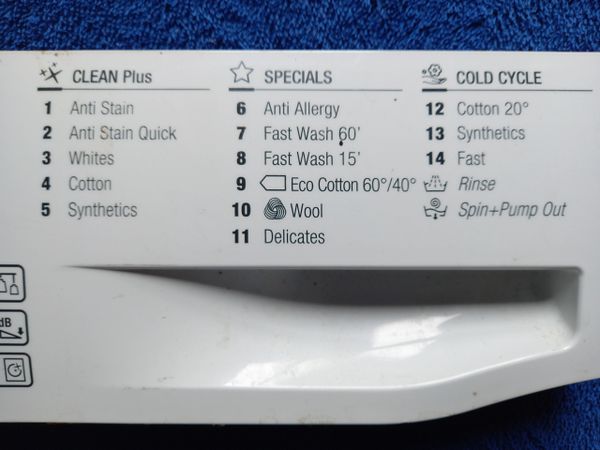 CLEAN Plus
1 Anti Stain
2 Anti Stain Quick
3 Whites
4 Cotton
5 Synthetics
SPECIALS
6 Anti Allergy
7 Fast Wash 60'
8 Fast Wash 15'
9 Eco Cotton 60°/40°
10 Wool
11 Delicates
COLD CYCLE
12 Cotton 20°
13 Synthetics
14 Fast
Rinse
Spin+Pump Out
dB